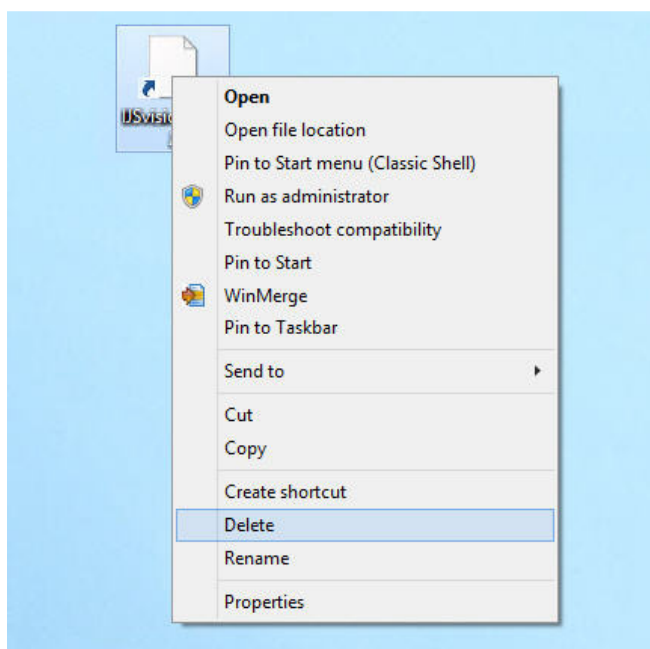 Open
Open file location
Pin to Start menu (Classic Shell)
Run as administrator
Troubleshoot compatibility
Pin to Start
WinMerge
Pin to Taskbar
Send to
Cut
Copy
Create shortcut
Delete
Rename
Properties